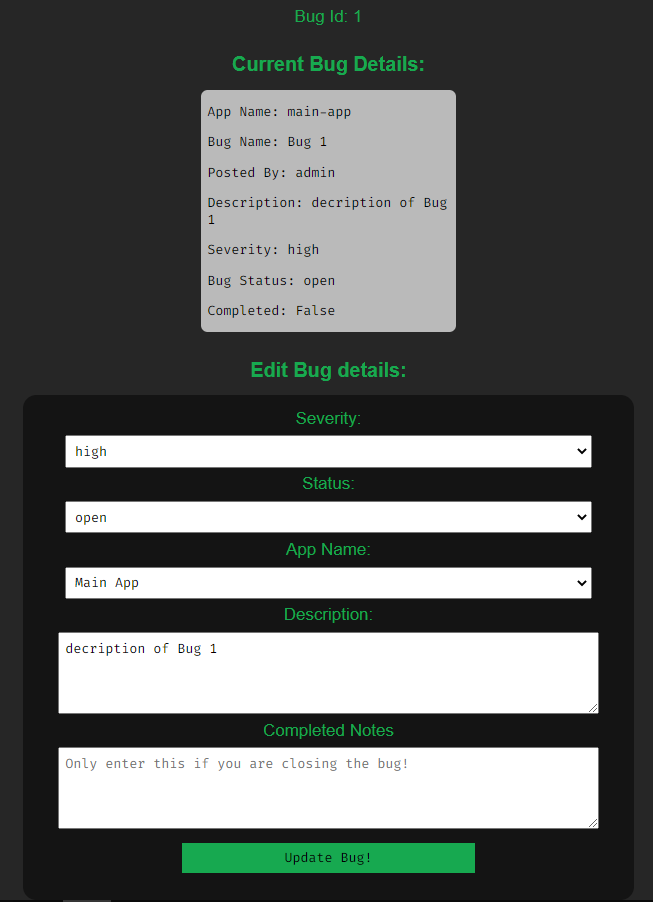 Bug Id: 1
Current Bug Details:
App Name: main-app
Bug Name: Bug 1
Posted By: admin
Description: decription of Bug
1
Severity: high
Bug Status: open
Completed: False
Edit Bug details:
Severity:
high
Status:
open
App Name:
Main App
Description:
decription of Bug 1
Completed Notes
Only enter this if you are closing the bug!
Update Bug!